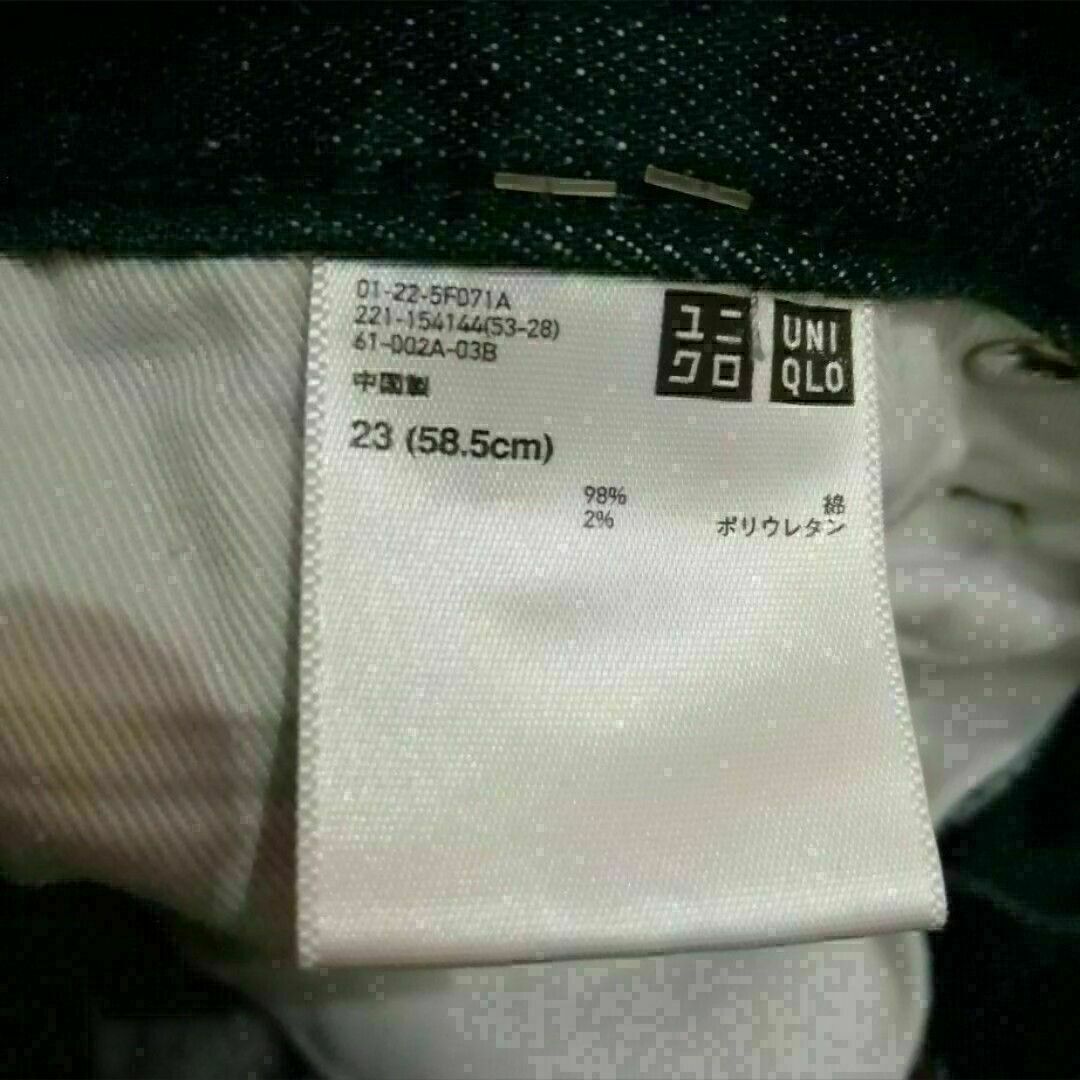 01-22-5F071A
221-154144(53-28)
61-002A-03B
中国製
ユニ
クロ
UNI
QLO
23 (58.5cm)
98% 綿
2% ポリウレタン